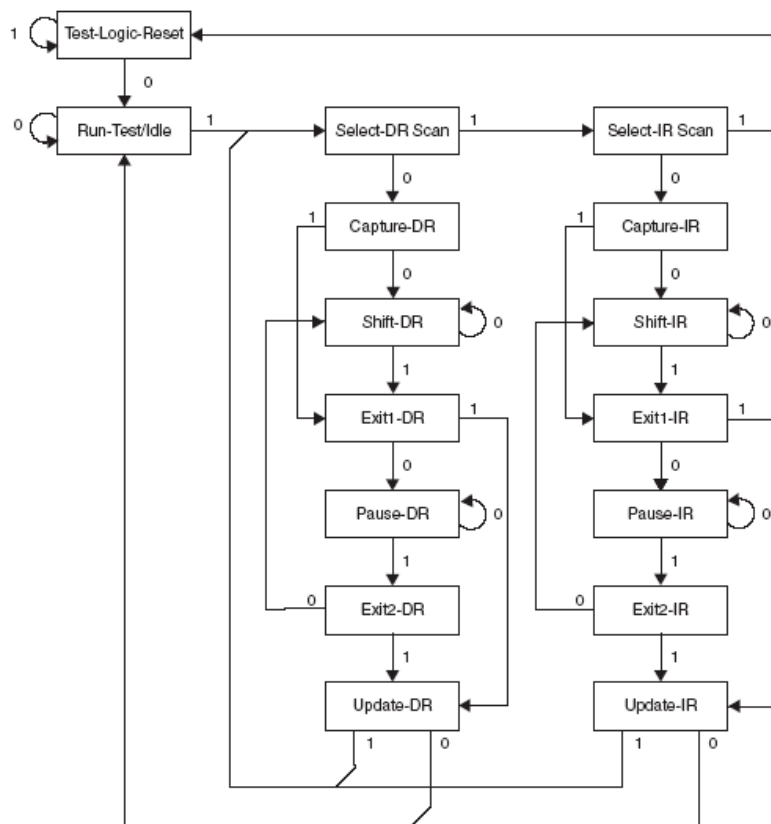 1
Test-Logic-Reset
0
0
Run-Test/Idle
1
Select-DR Scan
1
Select-IR Scan
1
0
0
1
Capture-DR
1
Capture-IR
0
0
Shift-DR
0
Shift-IR
0
1
1
Exit1-DR
1
Exit1-IR
1
0
0
Pause-DR
0
Pause-IR
0
1
1
0
Exit2-DR
0
Exit2-IR
1
1
Update-DR
Update-IR
1
0
1
0